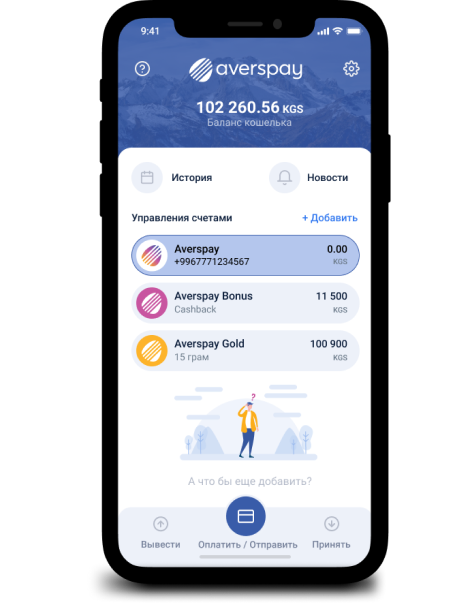 9:41
averspay
102 260.56 KGS
Баланс кошелька
История
Новости
Управления счетами
+ Добавить
Averspay
0.00
+9967771234567
KGS
Averspay Bonus
11 500
Cashback
KGS
Averspay Gold
100 900
15 грам
KGS
?
А что бы еще добавить?
Вывести
Оплатить / Отправить
Принять